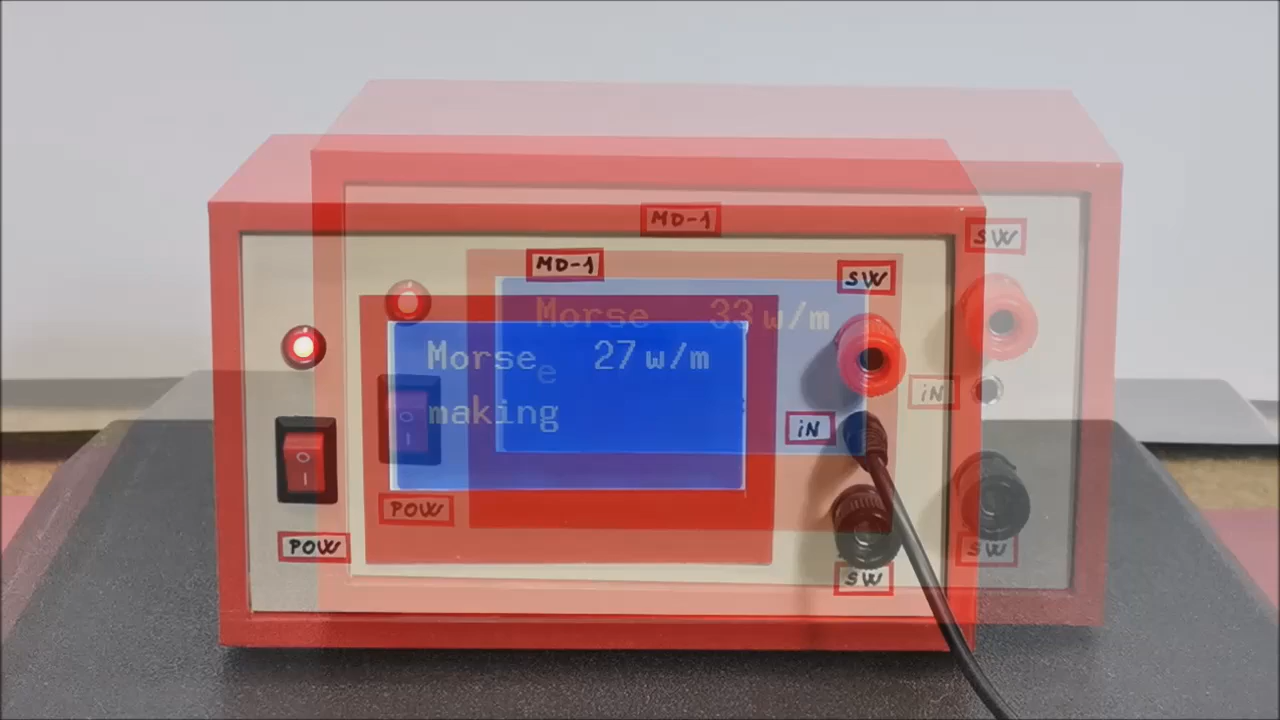 MD-1
SW
Morse 33 w/m
e
iN
POW
SW
MD-1
SW
Morse 27 w/m
making
iN
POW
SW